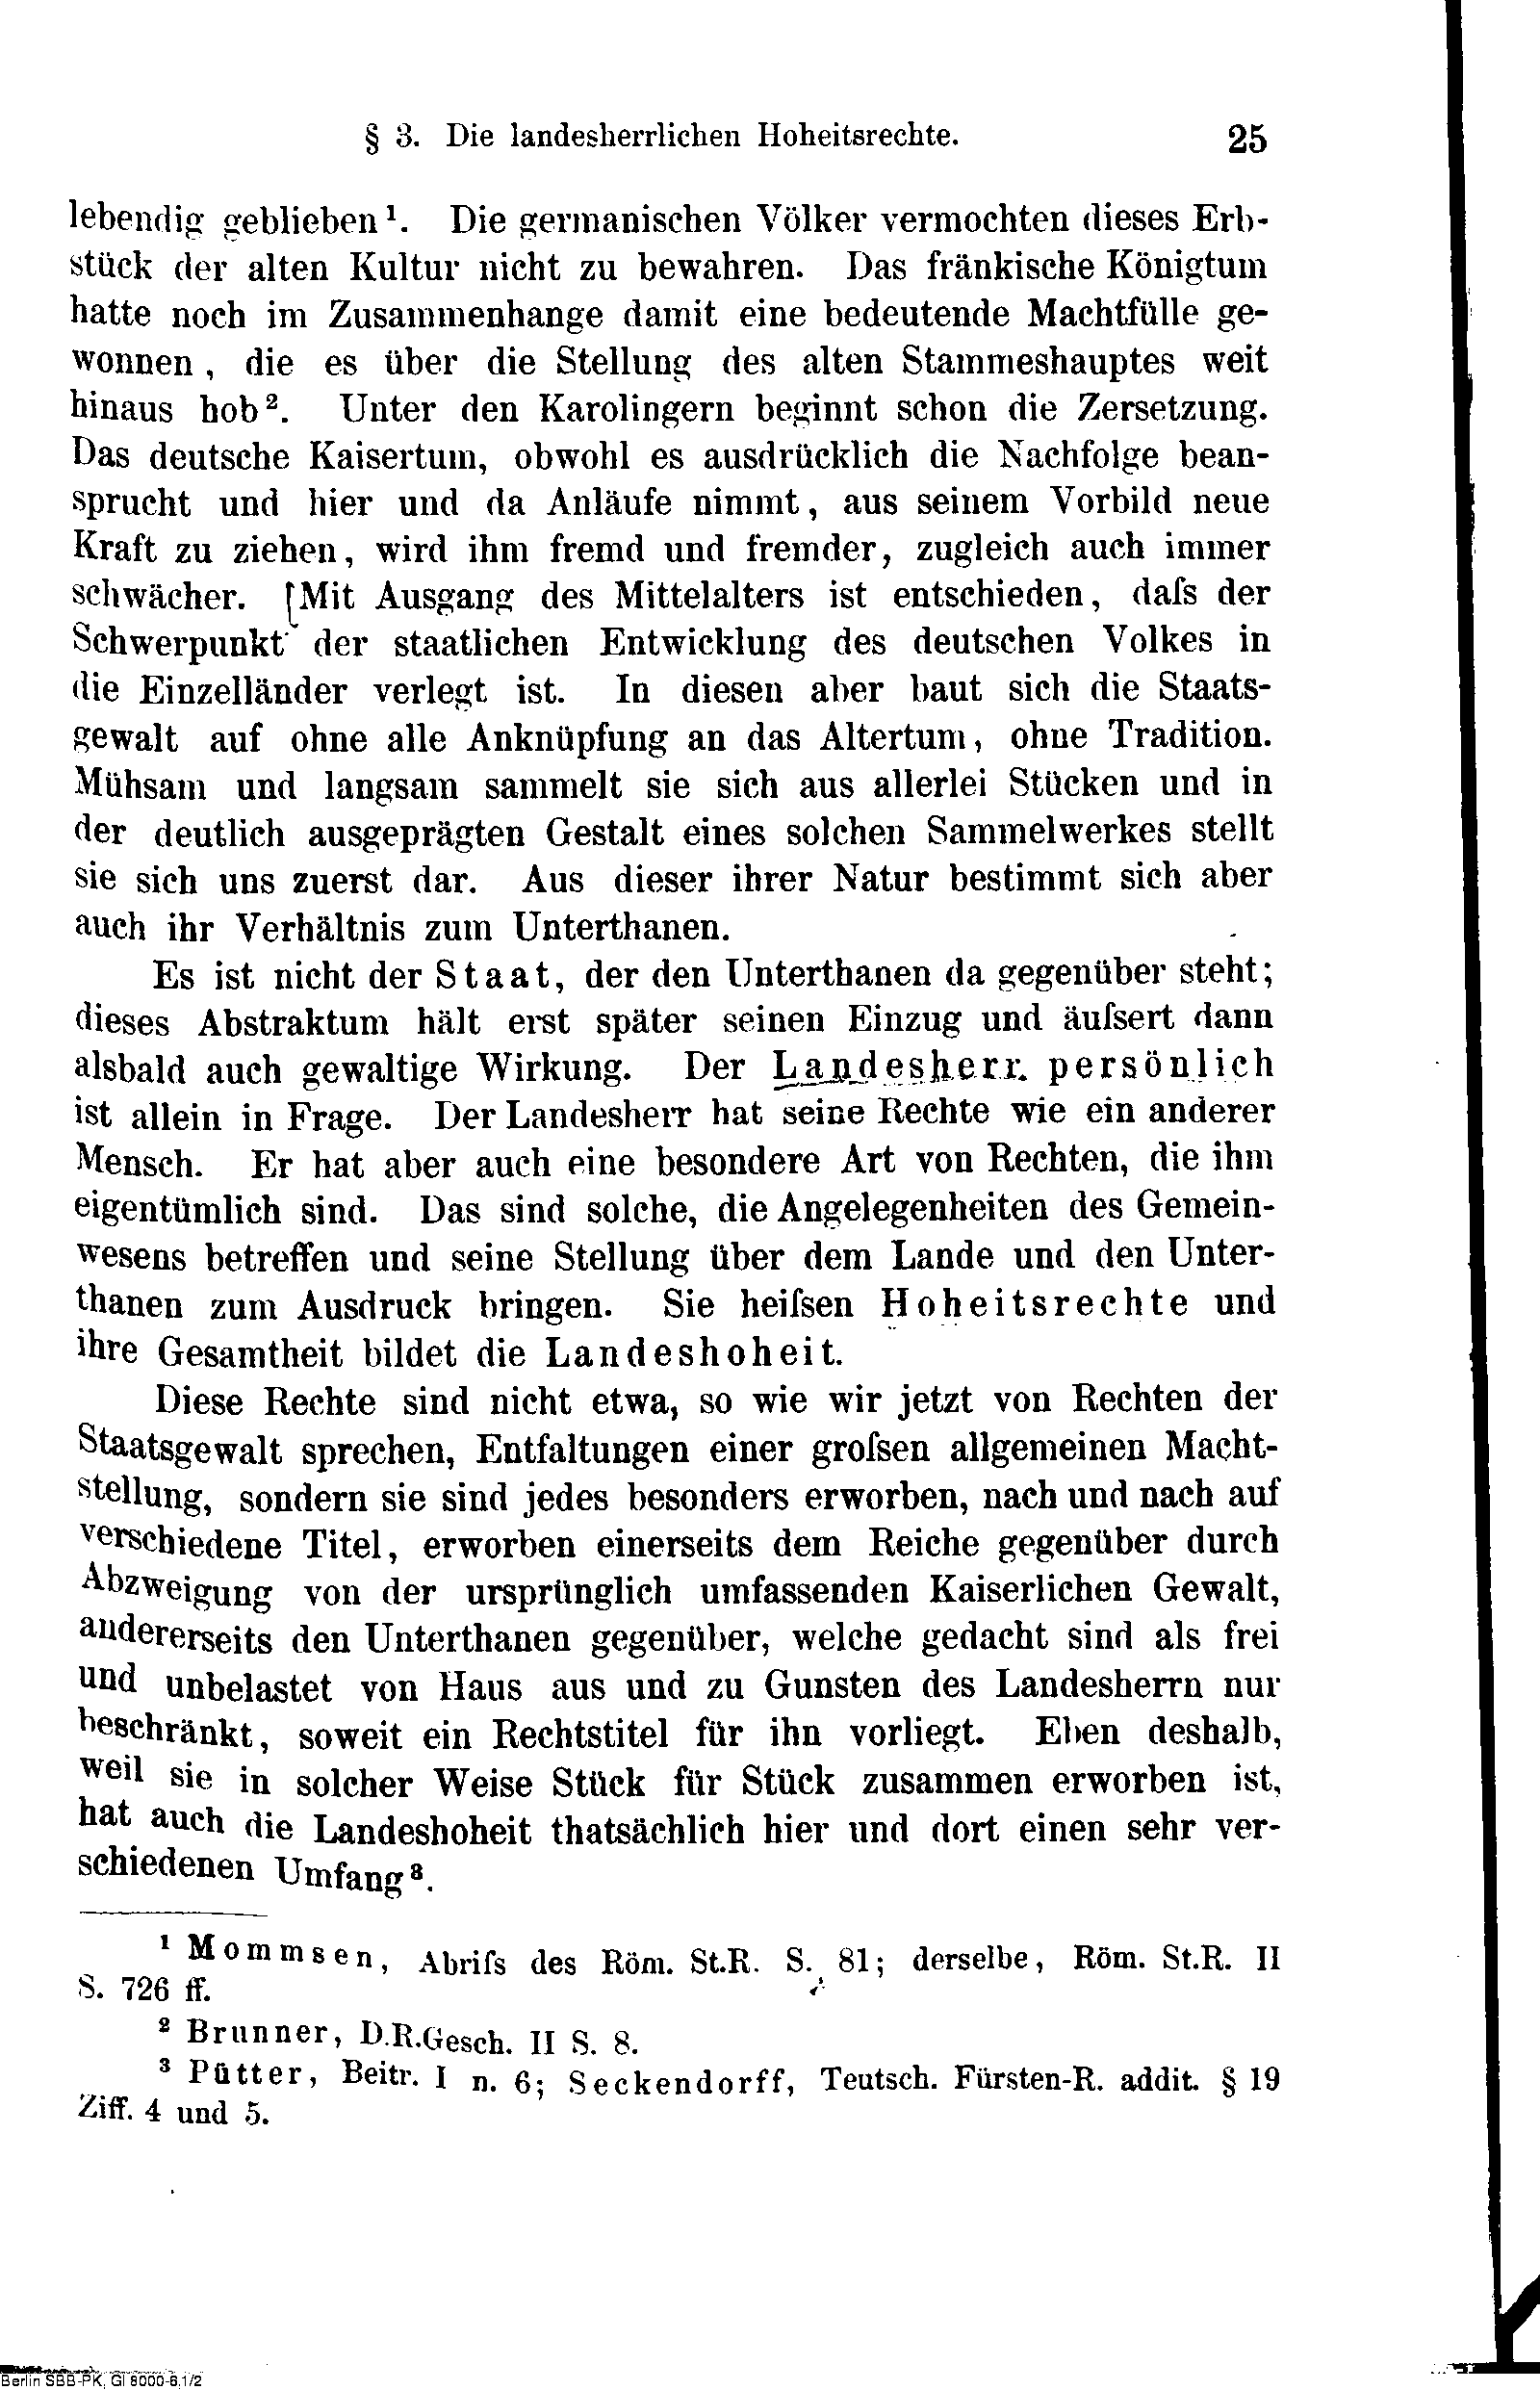 § 3. Die landesherrlichen Hoheitsrechte. 25
lebendig geblieben¹. Die germanischen Völker vermochten dieses Erb-
stück der alten Kultur nicht zu bewahren. Das fränkische Königtum
hatte noch im Zusammenhange damit eine bedeutende Machtfülle ge-
wonnen, die es über die Stellung des alten Stammeshauptes weit
hinaus hob². Unter den Karolingern beginnt schon die Zersetzung.
Das deutsche Kaisertum, obwohl es ausdrücklich die Nachfolge bean-
sprucht und hier und da Anläufe nimmt, aus seinem Vorbild neue
Kraft zu ziehen, wird ihm fremd und fremder, zugleich auch immer
schwächer. Mit Ausgang des Mittelalters ist entschieden, daſs der
Schwerpunkt der staatlichen Entwicklung des deutschen Volkes in
die Einzelländer verlegt ist. In diesen aber baut sich die Staats-
gewalt auf ohne alle Anknüpfung an das Altertum, ohne Tradition.
Mühsam und langsam sammelt sie sich aus allerlei Stücken und in
der deutlich ausgeprägten Gestalt eines solchen Sammelwerkes stellt
sie sich uns zuerst dar. Aus dieser ihrer Natur bestimmt sich aber
auch ihr Verhältnis zum Unterthanen.
Es ist nicht der Staat, der den Unterthanen da gegenüber steht;
dieses Abstraktum hält erst später seinen Einzug und äuſsert dann
alsbald auch gewaltige Wirkung. Der Landesherr persönlich
ist allein in Frage. Der Landesherr hat seine Rechte wie ein anderer
Mensch. Er hat aber auch eine besondere Art von Rechten, die ihm
eigentümlich sind. Das sind solche, die Angelegenheiten des Gemein-
wesens betreffen und seine Stellung über dem Lande und den Unter-
thanen zum Ausdruck bringen. Sie heiſsen Hoheitsrechte und
ihre Gesamtheit bildet die Landeshoheit.
Diese Rechte sind nicht etwa, so wie wir jetzt von Rechten der
Staatsgewalt sprechen, Entfaltungen einer groſsen allgemeinen Macht-
stellung, sondern sie sind jedes besonders erworben, nach und nach auf
verschiedene Titel, erworben einerseits dem Reiche gegenüber durch
Abzweigung von der ursprünglich umfassenden Kaiserlichen Gewalt,
andererseits den Unterthanen gegenüber, welche gedacht sind als frei
und unbelastet von Haus aus und zu Gunsten des Landesherrn nur
beschränkt, soweit ein Rechtstitel für ihn vorliegt. Eben deshalb,
weil sie in solcher Weise Stück für Stück zusammen erworben ist,
hat auch die Landeshoheit thatsächlich hier und dort einen sehr ver-
schiedenen Umfang³.
¹ Mommsen, Abriſs des Röm. St.R. S. 81; derselbe, Röm. St.R. II
S. 726 ff.
² Brunner, D.R.Gesch. II S. 8.
³ Pütter, Beitr. I n. 6; Seckendorff, Teutsch. Fürsten-R. addit. § 19
Ziff. 4 und 5.
Berlin SBB-PK, Gl 8000-6,1/2